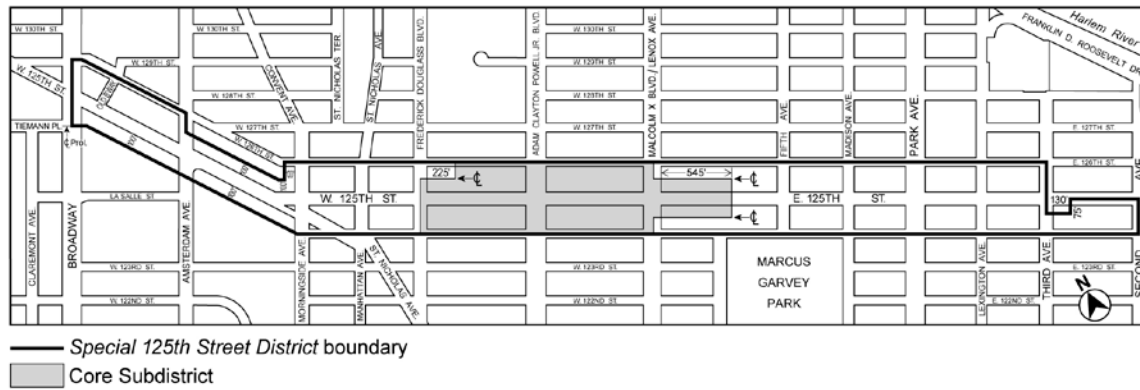 W. 130TH ST.
W. 130TH ST.
W. 130TH ST.
Harlem River
FRANKLIN D. ROOSEVELT DR.
W. 129TH ST.
W. 129TH ST.
W. 125TH ST.
CONVENT AVE.
ST. NICHOLAS TER
ST. NICHOLAS AVE.
FREDERICK DOUGLASS BLVD.
ADAM CLAYTON POWELL JR. BLVD.
MALCOLM X BLVD / LENOX AVE.
FIFTH AVE.
MADISON AVE.
PARK AVE.
W. 128TH ST.
W. 128TH ST.
TIEMANN PL.
W. 127TH ST.
W. 127TH ST.
E. 127TH ST.
℄ Prol.
W. 126TH ST.
E. 126TH ST.
225'
℄
545'
℄
LA SALLE ST.
W. 125TH ST.
E. 125TH ST.
130'
75'
℄
CLAREMONT AVE.
BROADWAY
AMSTERDAM AVE.
MORNINGSIDE AVE.
MANHATTAN AVE.
ST. NICHOLAS AVE.
LEXINGTON AVE.
THIRD AVE.
SECOND AVE.
W. 123RD ST.
W. 123RD ST.
E. 123RD ST.
MARCUS
GARVEY
PARK
W. 122ND ST.
W. 122ND ST.
E. 122ND ST.
N
Special 125th Street District boundary
Core Subdistrict